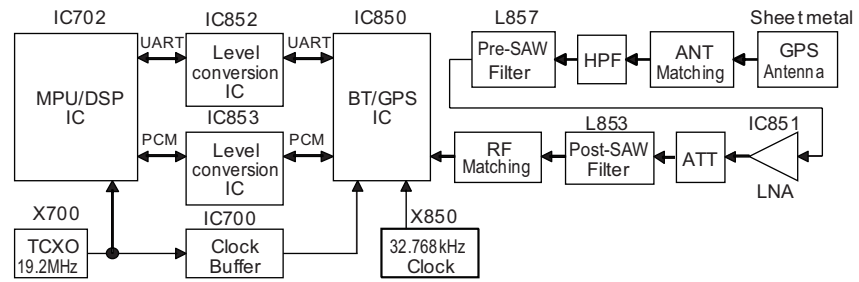 IC702
MPU/DSP
IC
UART
IC852
Level
conversion
IC
UART
PCM
IC853
Level
conversion
IC
PCM
IC850
BT/GPS
IC
L857
Pre-SAW
Filter
HPF
ANT
Matching
Sheet metal
GPS
Antenna
RF
Matching
L853
Post-SAW
Filter
ATT
IC851
LNA
X700
TCXO
19.2MHz
IC700
Clock
Buffer
X850
32.768kHz
Clock